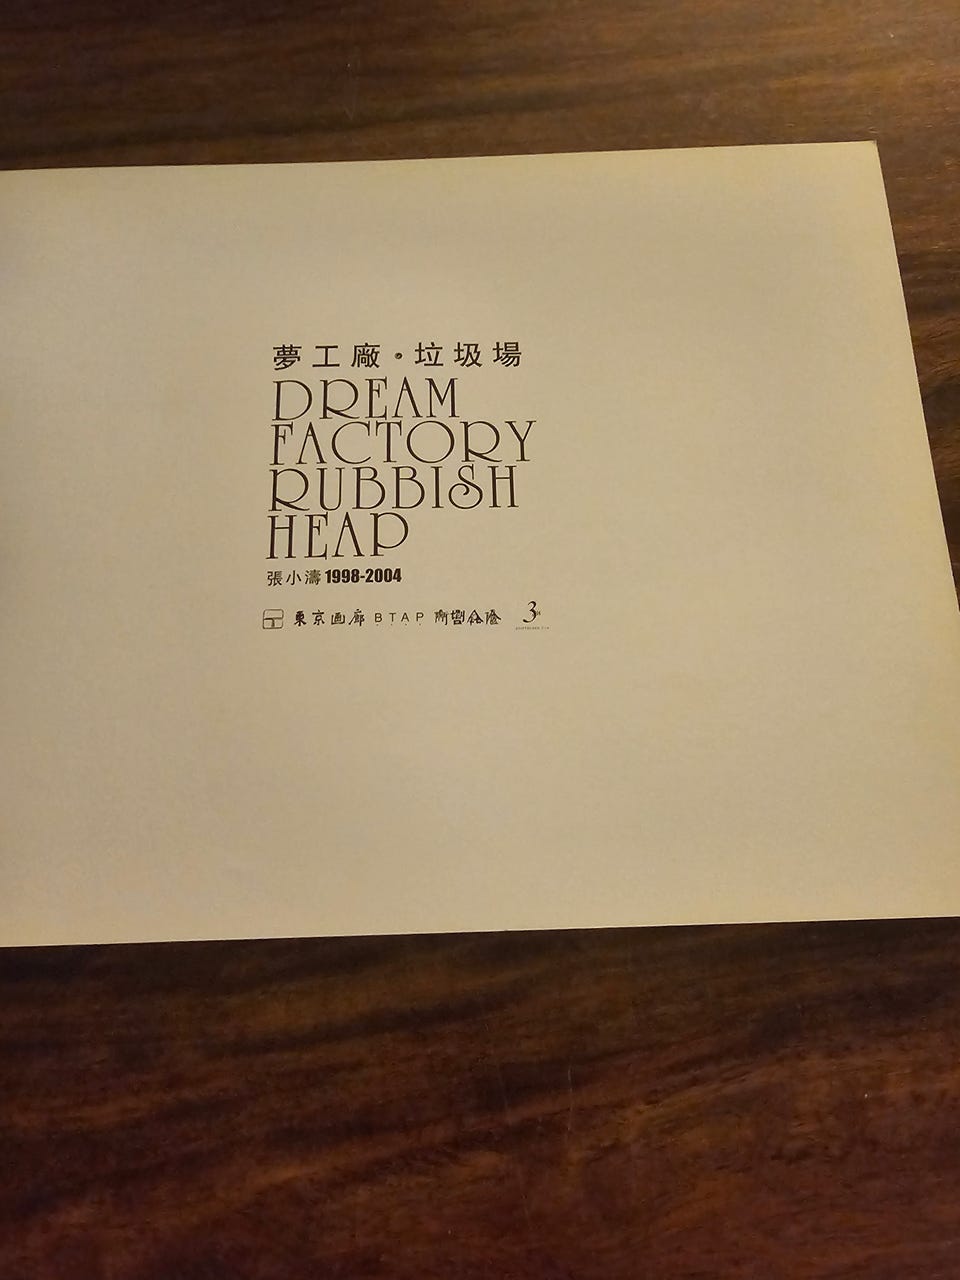 夢工廠・垃圾場
DREAM
FACTORY
RUBBISH
HEAP
張小濤 1998-2004
東京画廊 BTAP
3